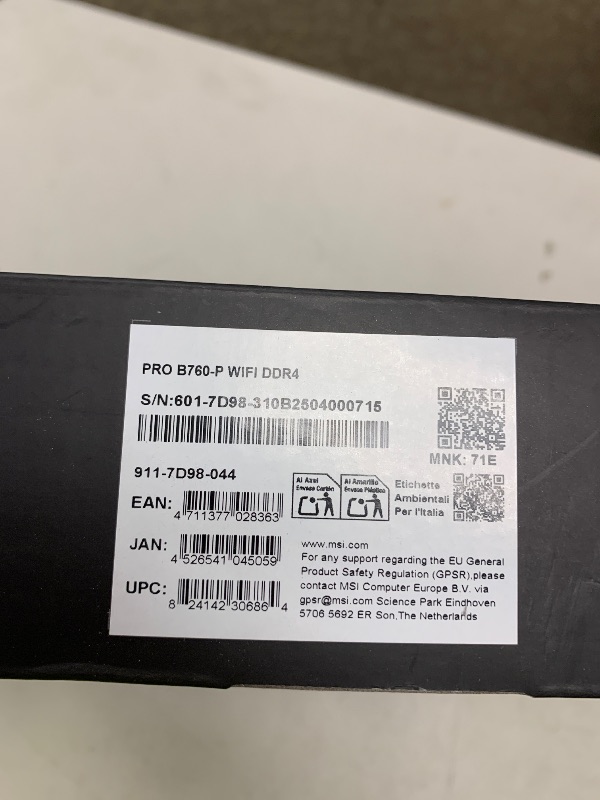 PRO B760-P WIFI DDR4
S/N:601-7D98-310B2504000715
MNK: 71E
911-7D98-044
Al Axsl
Envase Cartón
Al Amarillo
Envase Plástico
Etichette
Ambientali
Per l'Italia
EAN: 4 711377 028363
JAN: 4 526541 045059
UPC: 8 24142 30686 4
www.msi.com
For any support regarding the EU General
Product Safety Regulation (GPSR),please
contact MSI Computer Europe B.V. via
gpsr@msi.com Science Park Eindhoven
5706 5692 ER Son,The Netherlands